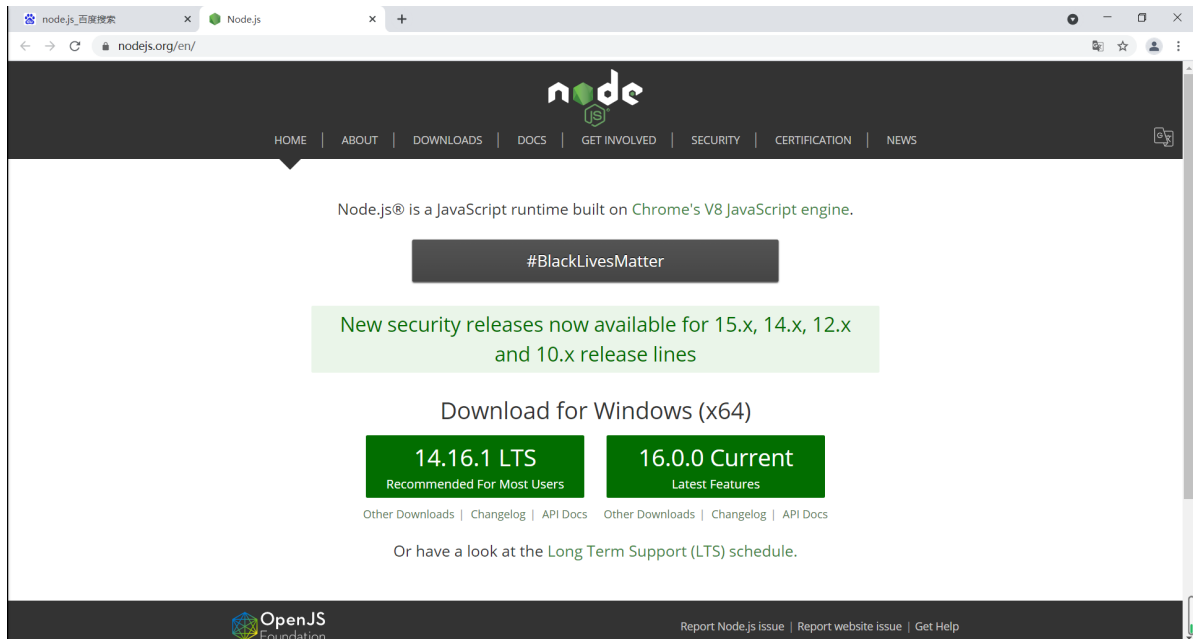 node.js_百度搜索
Node.js
nodejs.org/en/
node
JS
HOME | ABOUT | DOWNLOADS | DOCS | GET INVOLVED | SECURITY | CERTIFICATION | NEWS
Node.js® is a JavaScript runtime built on Chrome's V8 JavaScript engine.
#BlackLivesMatter
New security releases now available for 15.x, 14.x, 12.x
and 10.x release lines
Download for Windows (x64)
14.16.1 LTS
Recommended For Most Users
16.0.0 Current
Latest Features
Other Downloads | Changelog | API Docs
Other Downloads | Changelog | API Docs
Or have a look at the Long Term Support (LTS) schedule.
OpenJS
Foundation
Report Node.js issue | Report website issue | Get Help